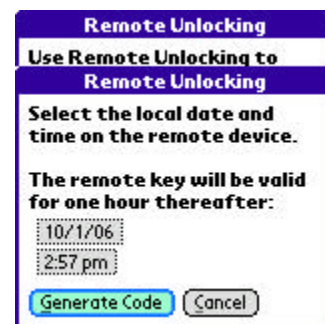 Remote Unlocking
Use Remote Unlocking to
Remote Unlocking
Select the local date and
time on the remote device.
The remote key will be valid
for one hour thereafter:
10/1/06
2:57 pm
Generate Code Cancel